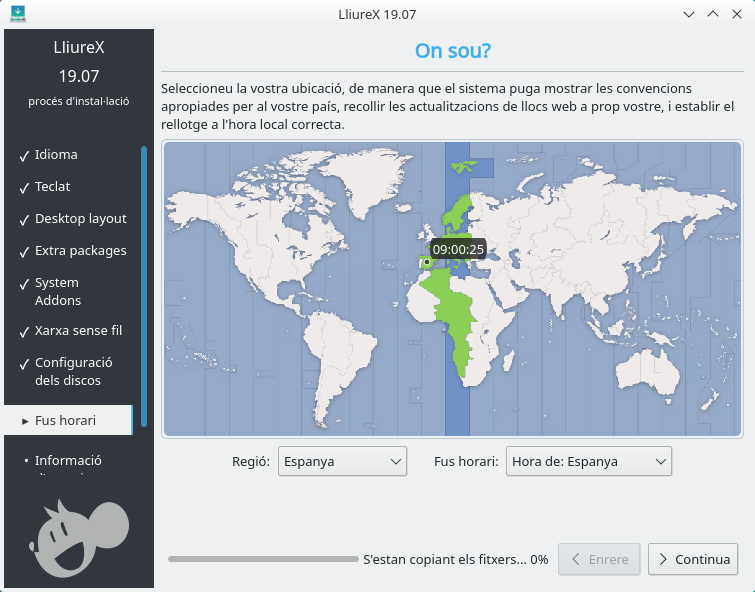 LliureX 19.07
LliureX
19.07
procés d'instal·lació
Idioma
Teclat
Desktop layout
Extra packages
System
Addons
Xarxa sense fil
Configuració
dels discos
Fus horari
Informació
On sou?
Seleccioneu la vostra ubicació, de manera que el sistema puga mostrar les convencions
apropiades per al vostre país, recollir les actualitzacions de llocs web a prop vostre, i establir el
rellotge a l'hora local correcta.
09:00:25
Regió: Espanya Fus horari: Hora de: Espanya
S'estan copiant els fitxers... 0% Enrere Continua